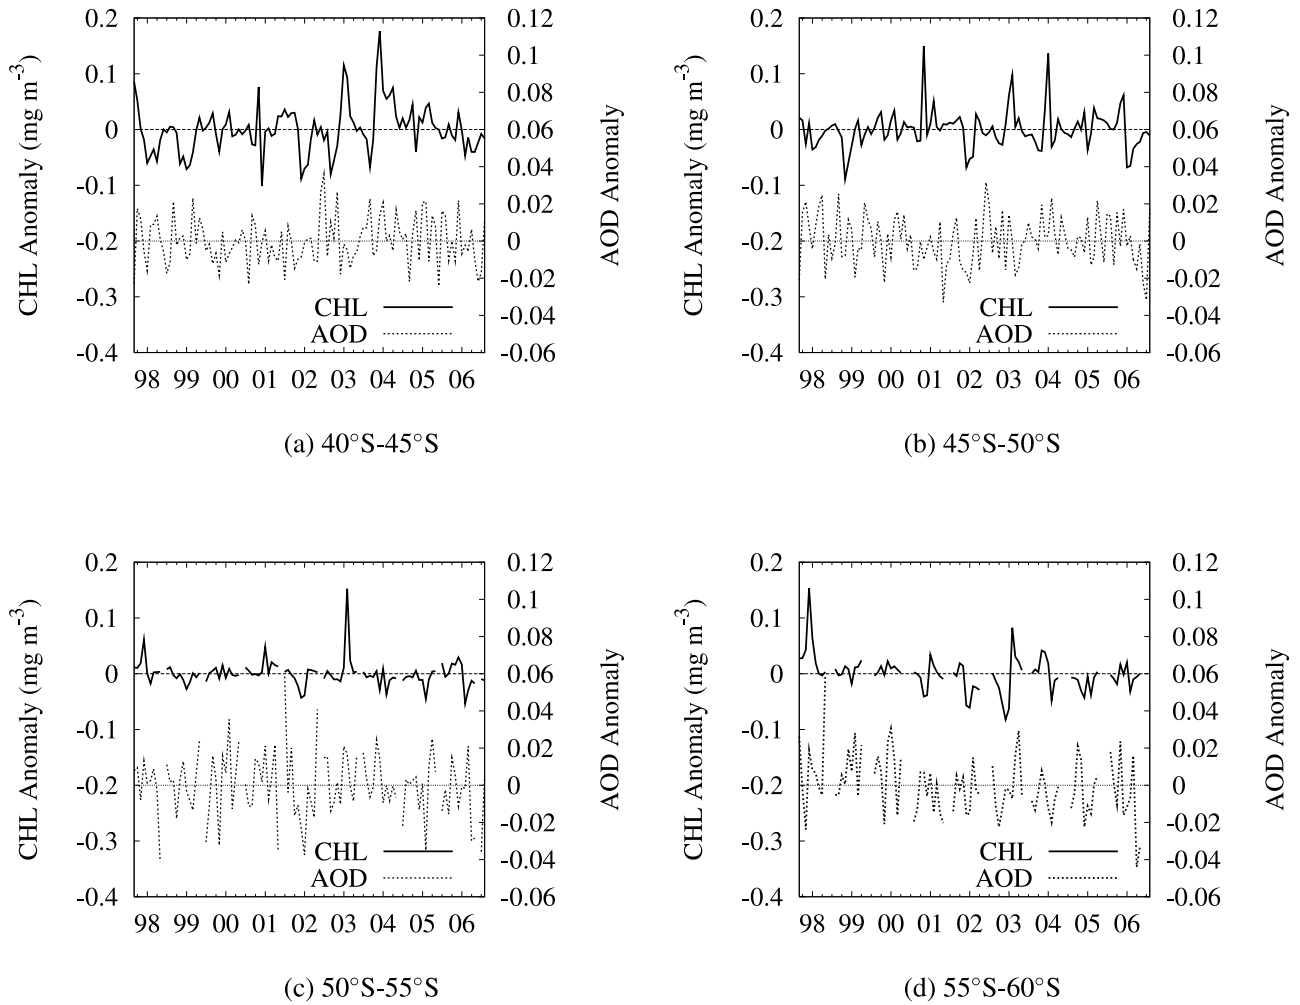 0.2 0.12 0.2 0.12
0.1 0.1 0.1 0.1
0.08 0.08
0 0.06 0 0.06
0.04 0.04
-0.1 -0.1
0.02 0.02
-0.2 0 -0.2 0
-0.02 -0.02
-0.3 CHL -0.3 CHL
-0.04 -0.04
AOD AOD
-0.4 -0.06 -0.4 -0.06
CHL Anomaly (mg m-3) AOD Anomaly CHL Anomaly (mg m-3) AOD Anomaly
98 99 00 01 02 03 04 05 06 98 99 00 01 02 03 04 05 06
(a) 40°S-45°S (b) 45°S-50°S
0.2 0.12 0.2 0.12
0.1 0.1 0.1 0.1
0.08 0.08
0 0.06 0 0.06
0.04 0.04
-0.1 -0.1
0.02 0.02
-0.2 0 -0.2 0
-0.02 -0.02
-0.3 CHL -0.3 CHL
-0.04 -0.04
AOD AOD
-0.4 -0.06 -0.4 -0.06
CHL Anomaly (mg m-3) AOD Anomaly CHL Anomaly (mg m-3) AOD Anomaly
98 99 00 01 02 03 04 05 06 98 99 00 01 02 03 04 05 06
(c) 50°S-55°S (d) 55°S-60°S